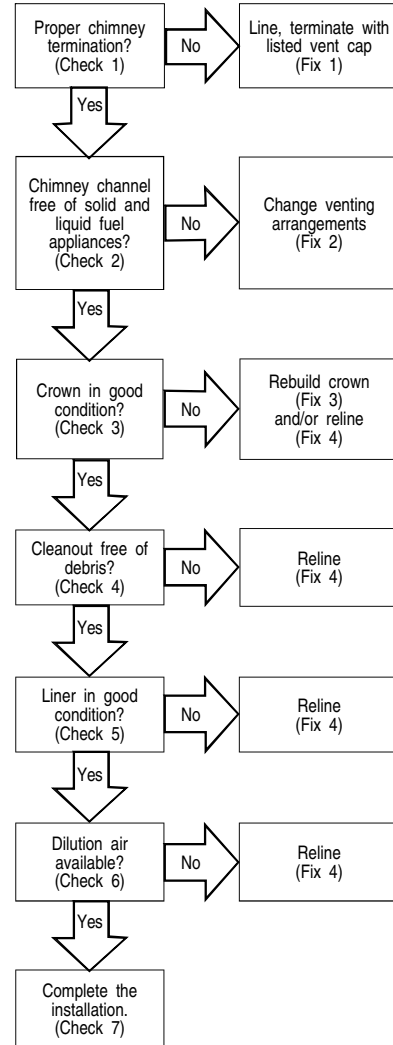 Proper chimney
termination?
(Check 1)
No
Line, terminate with
listed vent cap
(Fix 1)
Yes
Chimney channel
free of solid and
liquid fuel
appliances?
(Check 2)
No
Change venting
arrangements
(Fix 2)
Yes
Crown in good
condition?
(Check 3)
No
Rebuild crown
(Fix 3)
and/or reline
(Fix 4)
Yes
Cleanout free of
debris?
(Check 4)
No
Reline
(Fix 4)
Yes
Liner in good
condition?
(Check 5)
No
Reline
(Fix 4)
Yes
Dilution air
available?
(Check 6)
No
Reline
(Fix 4)
Yes
Complete the
installation.
(Check 7)